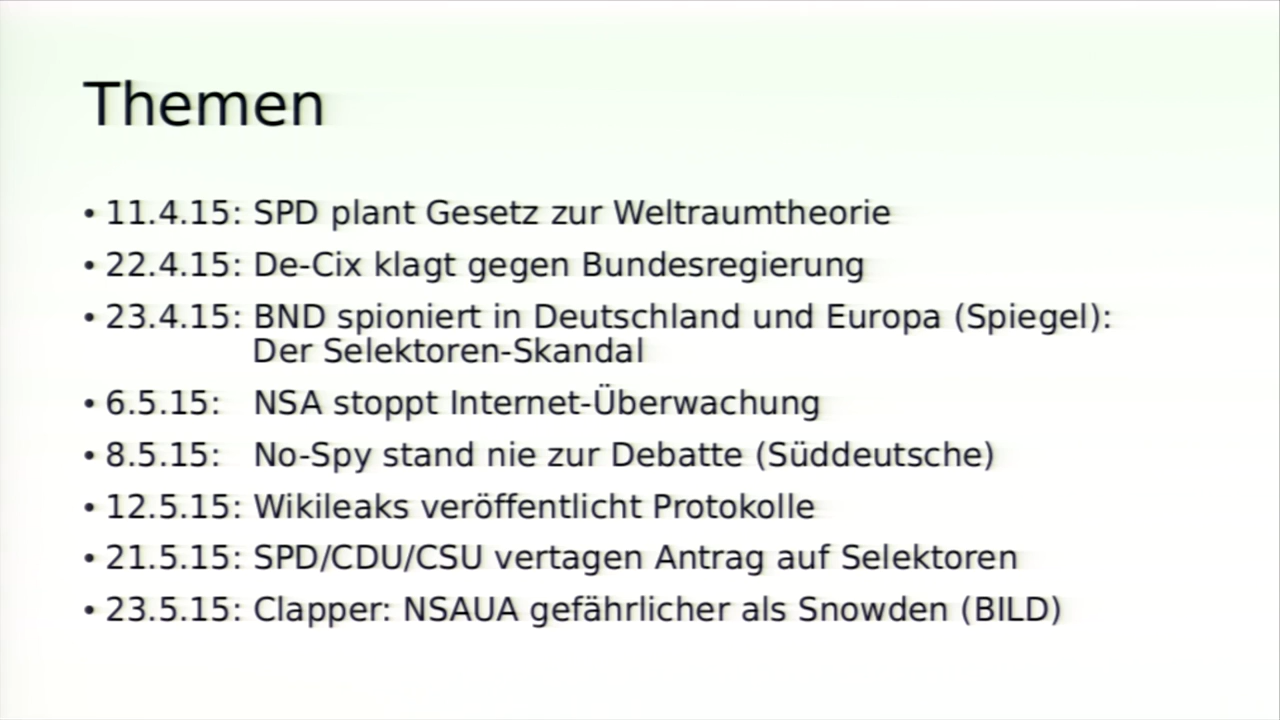 Themen
• 11.4.15: SPD plant Gesetz zur Weltraumtheorie
• 22.4.15: De-Cix klagt gegen Bundesregierung
• 23.4.15: BND spioniert in Deutschland und Europa (Spiegel):
Der Selektoren-Skandal
• 6.5.15: NSA stoppt Internet-Überwachung
• 8.5.15: No-Spy stand nie zur Debatte (Süddeutsche)
• 12.5.15: Wikileaks veröffentlicht Protokolle
• 21.5.15: SPD/CDU/CSU vertagen Antrag auf Selektoren
• 23.5.15: Clapper: NSAUA gefährlicher als Snowden (BILD)